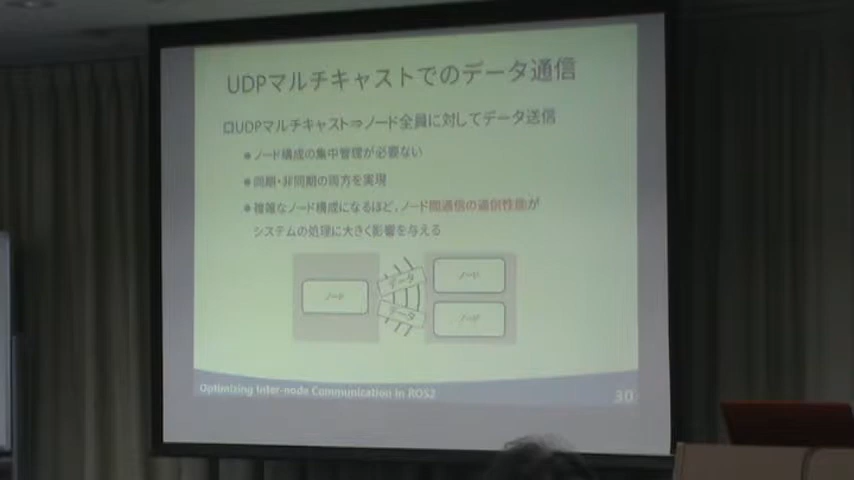 UDPマルチキャストでのデータ通信
UDPマルチキャスト⇒ノード全員に対してデータ送信
ノード構成の集中管理が必要ない
同期・非同期の両方を実現
複雑なノード構成になるほど、ノード間通信の通信性能が
システムの処理に大きく影響を与える
ノード
データ
データ
ノード
ノード
Optimizing Inter-node Communication in ROS2
30